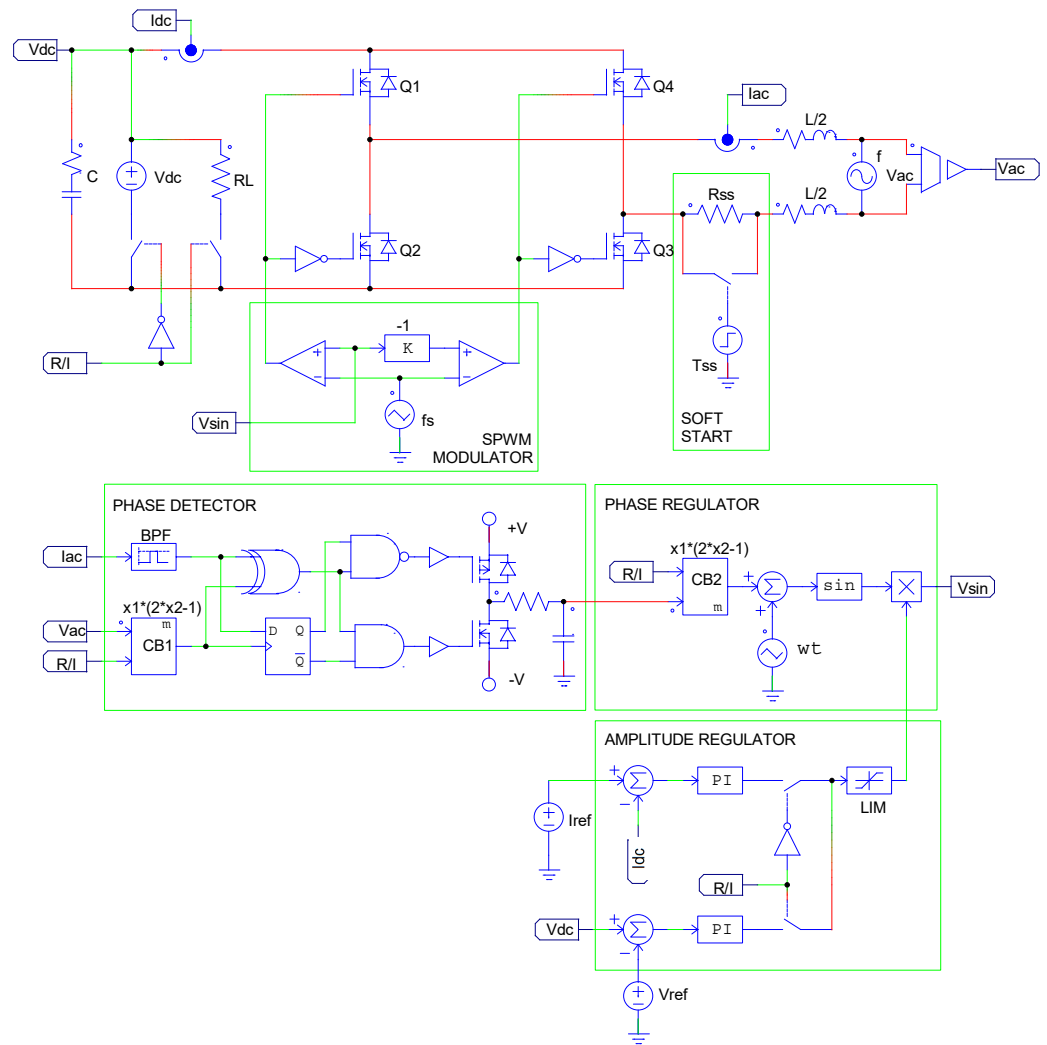 Idc
Vdc
Q1
Q4
Iac
L/2
f
Vac
Vac
C
Vdc
RL
Rss
L/2
Q2
Q3
-1
K
+
−
+
−
R/I
Tss
Vsin
fs
SPWM
MODULATOR
SOFT
START
PHASE DETECTOR
PHASE REGULATOR
Iac
BPF
+V
x1*(2*x2-1)
R/I
CB2
m
+
Σ
+
sin
×
Vsin
x1*(2*x2-1)
Vac
m
CB1
R/I
D
Q
Q
-V
wt
AMPLITUDE REGULATOR
+
Σ
−
PI
LIM
Iref
Idc
R/I
Vdc
+
Σ
−
PI
Vref